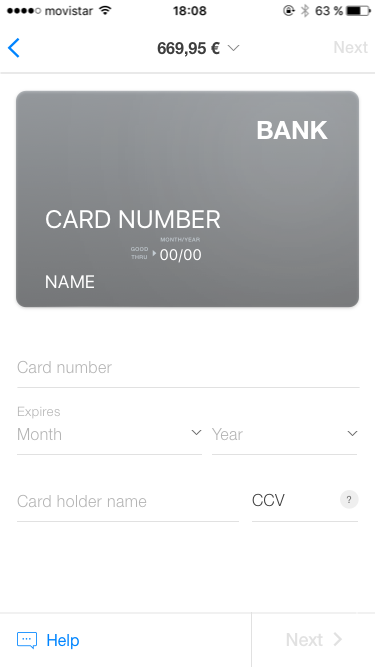 movistar 18:08 63 %
669,95 € Next
BANK
CARD NUMBER
MONTH/YEAR
GOOD THRU 00/00
NAME
Card number
Expires
Month Year
Card holder name CCV ?
Help Next